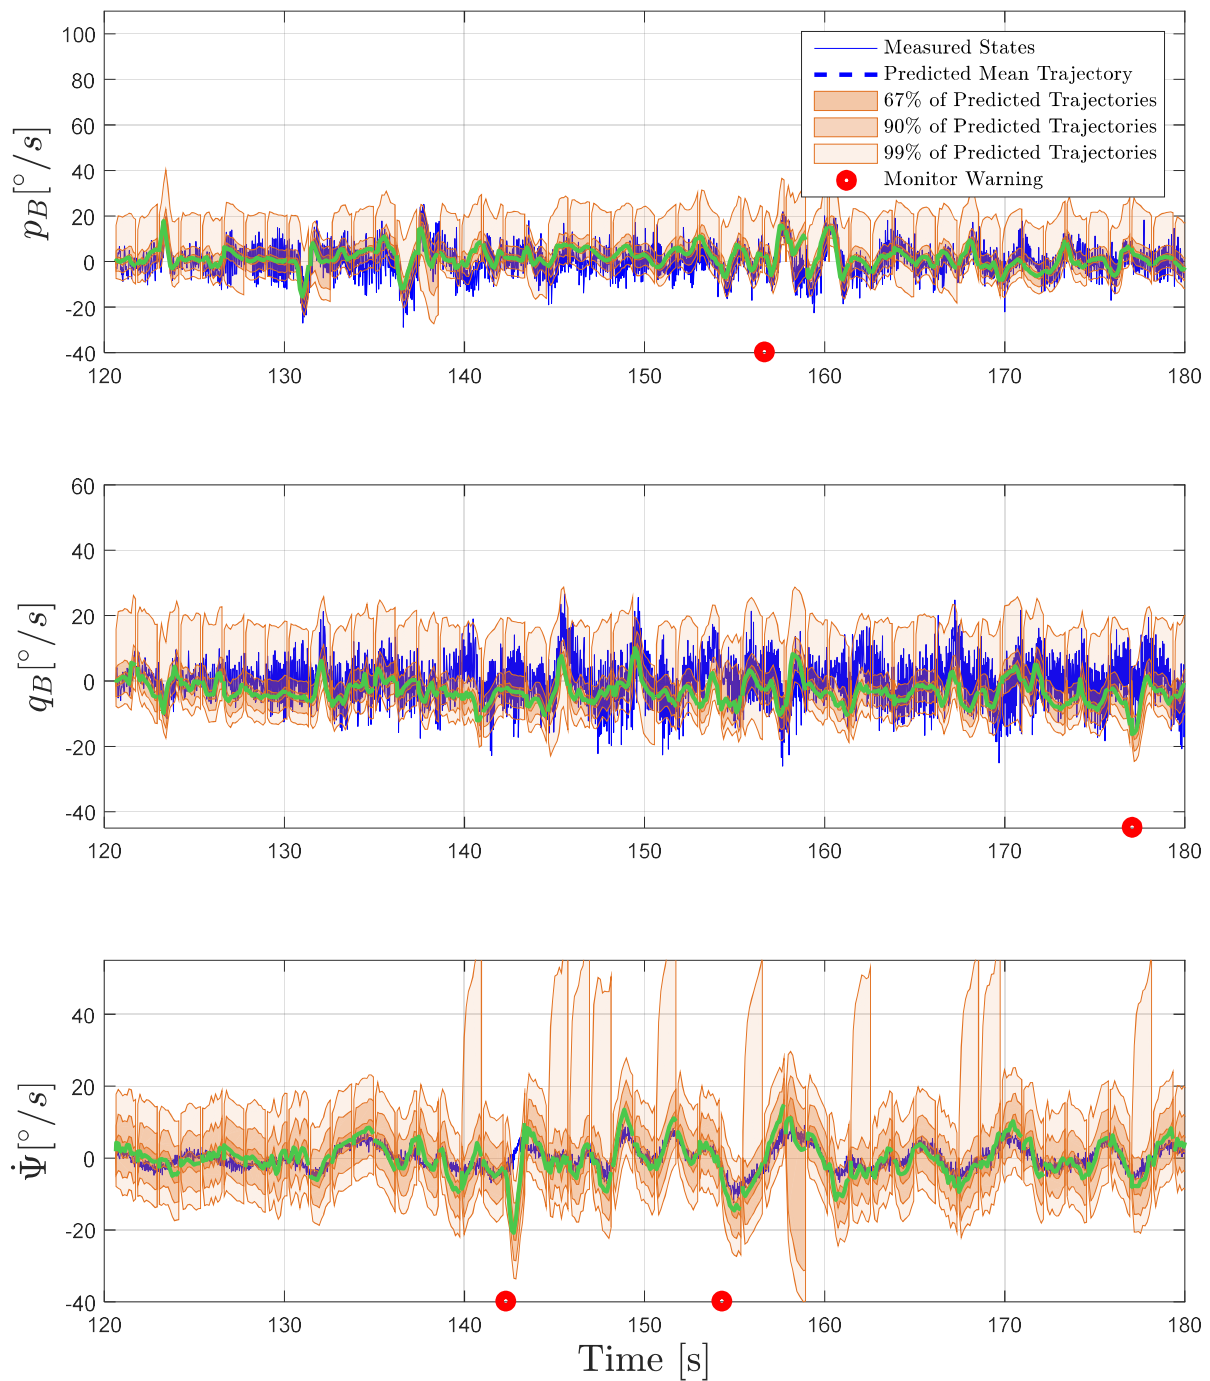 100
80
60
40
20
0
-20
-40
120 130 140 150 160 170 180
p_B[°/s]
Measured States
Predicted Mean Trajectory
67% of Predicted Trajectories
90% of Predicted Trajectories
99% of Predicted Trajectories
Monitor Warning
60
40
20
0
-20
-40
120 130 140 150 160 170 180
q_B[°/s]
40
20
0
-20
-40
120 130 140 150 160 170 180
Ψ̇[°/s]
Time [s]